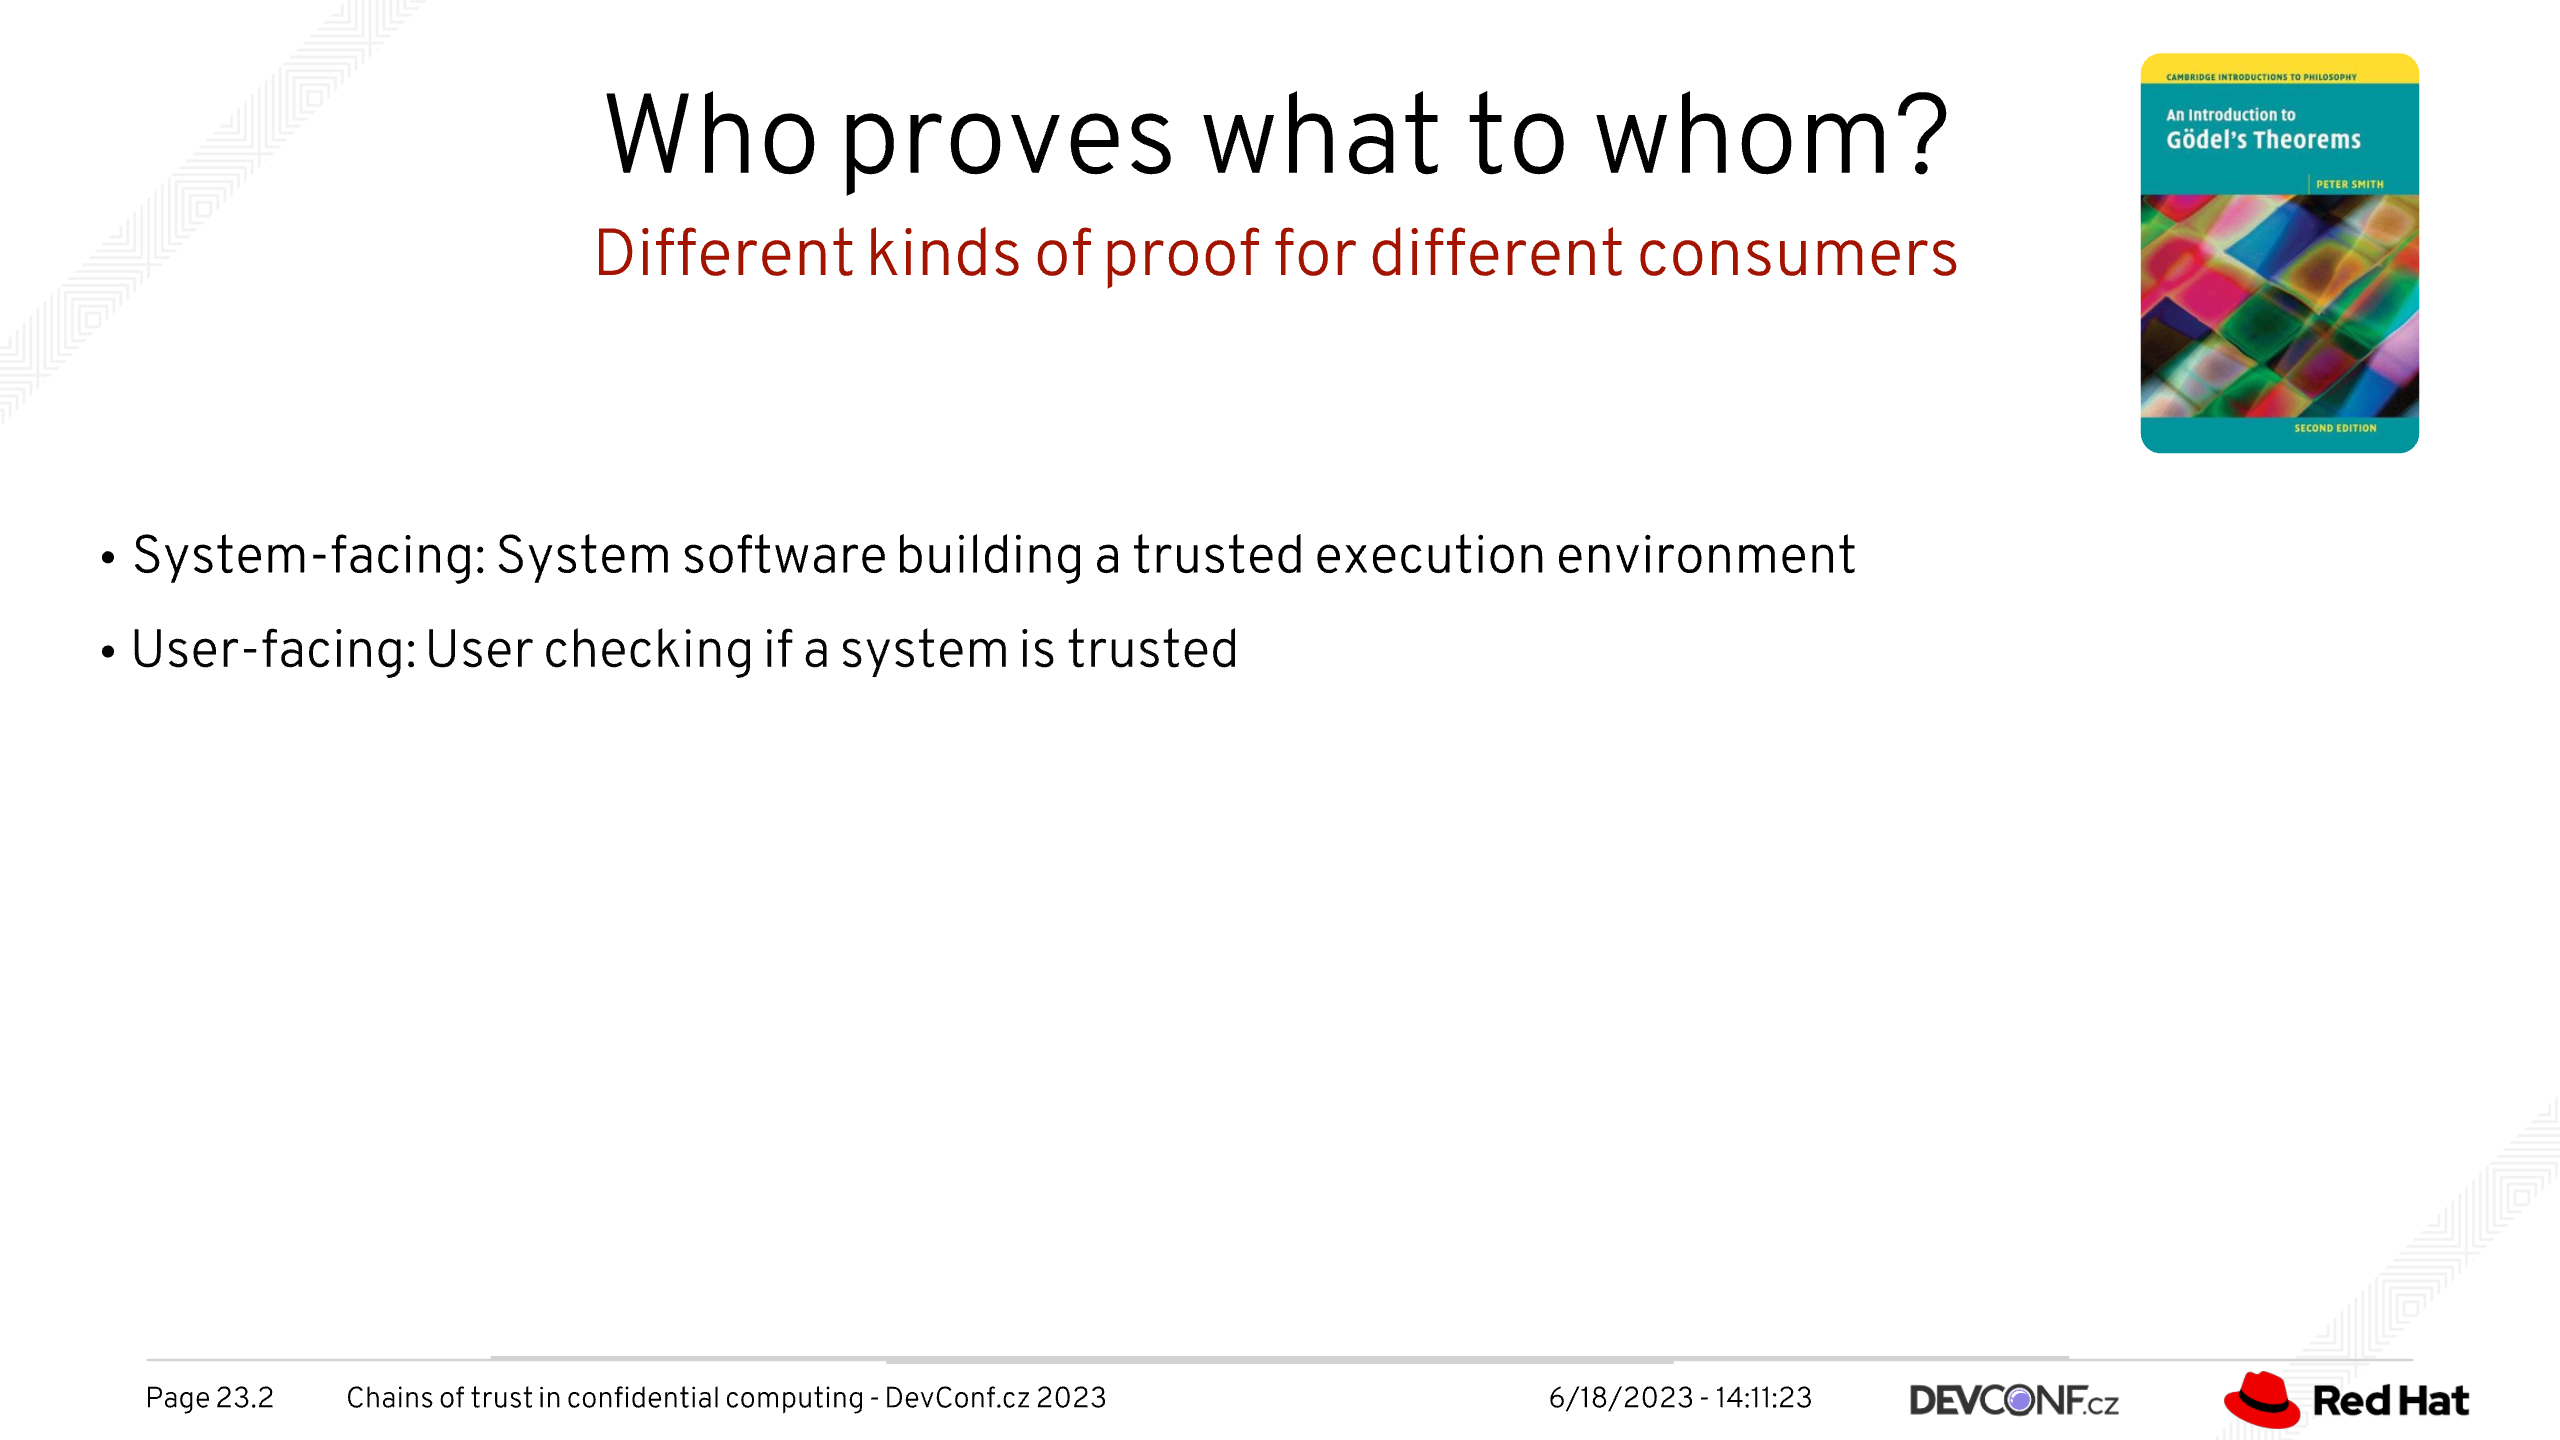 Who proves what to whom?
Different kinds of proof for different consumers
CAMBRIDGE INTRODUCTIONS TO PHILOSOPHY
An Introduction to
Gödel's Theorems
PETER SMITH
SECOND EDITION
• System-facing: System software building a trusted execution environment
• User-facing: User checking if a system is trusted
Page 23.2 Chains of trust in confidential computing - DevConf.cz 2023 6/18/2023 - 14:11:23 DEVCONF.cz Red Hat